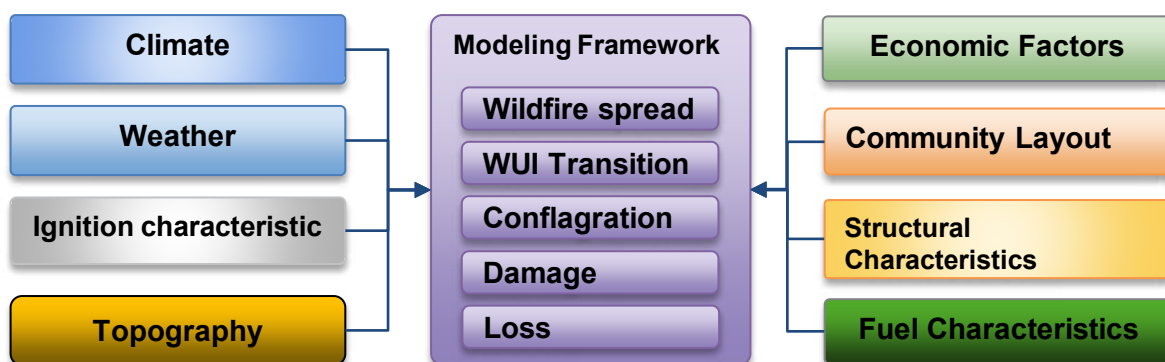 Climate
Weather
Ignition characteristic
Topography
Modeling Framework
Wildfire spread
WUI Transition
Conflagration
Damage
Loss
Economic Factors
Community Layout
Structural
Characteristics
Fuel Characteristics